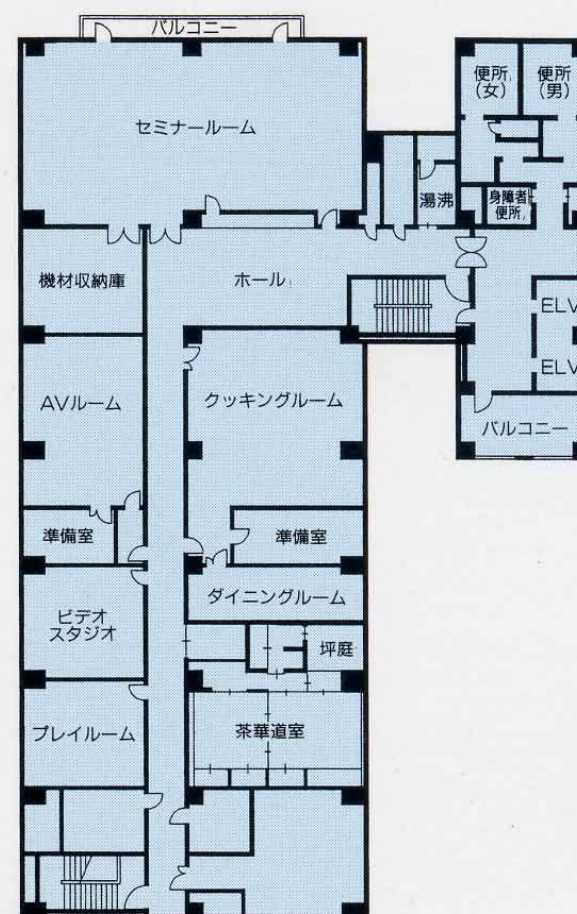 バルコニー
セミナールーム
便所
(女)
便所
(男)
湯沸
身障者
便所
機材収納庫
ホール
ELV
ELV
AVルーム
クッキングルーム
バルコニー
準備室
準備室
ダイニングルーム
ビデオ
スタジオ
坪庭
プレイルーム
茶華道室